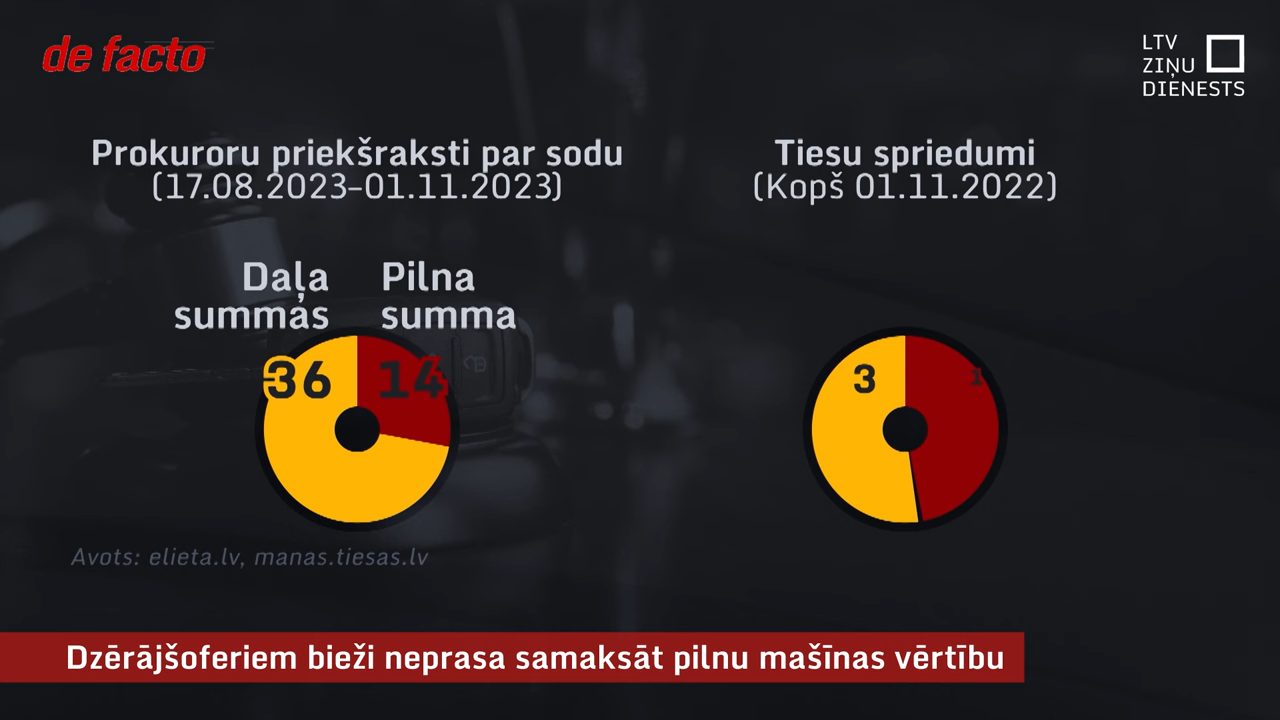 de facto
LTV
ZIŅU
DIENESTS
Prokuroru priekšraksti par sodu
(17.08.2023–01.11.2023)
Tiesu spriedumi
(Kopš 01.11.2022)
Daļa
summas
Pilna
summa
36
14
3
1
Avots: elieta.lv, manas.tiesas.lv
Dzērājšoferiem bieži neprasa samaksāt pilnu mašīnas vērtību